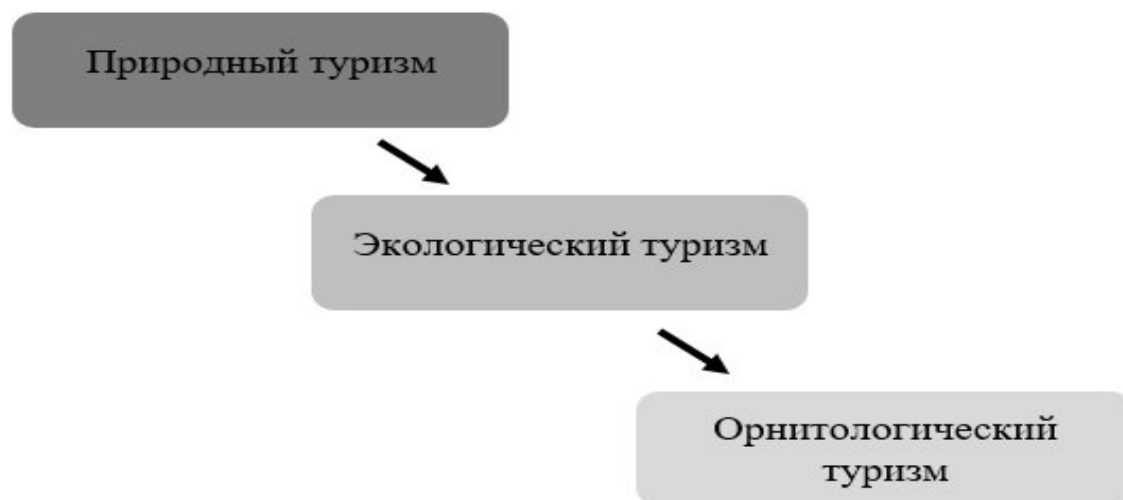 Природный туризм
Экологический туризм
Орнитологический
туризм